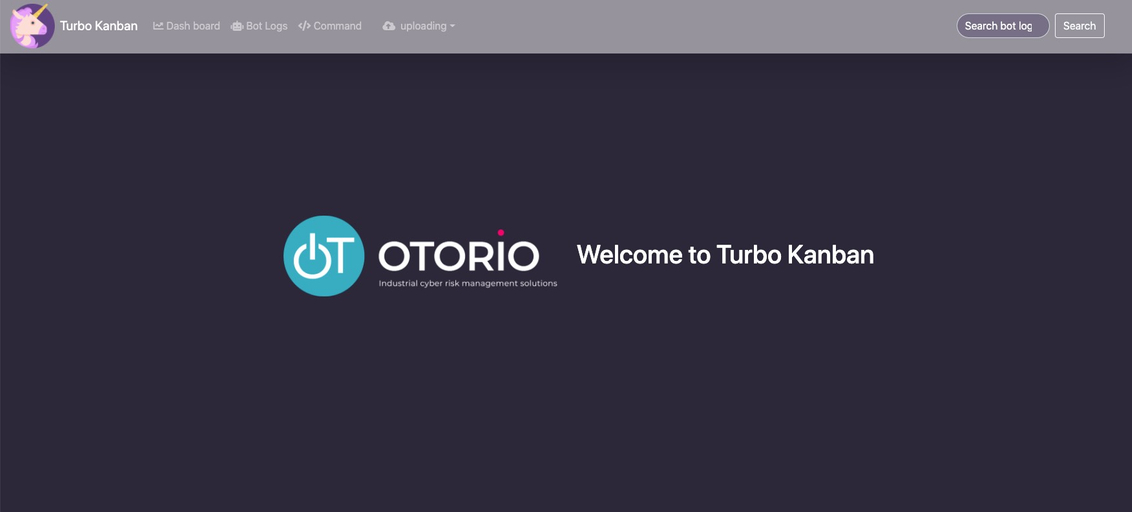 Turbo Kanban Dash board Bot Logs Command uploading Search bot log Search
OT OTORIO Welcome to Turbo Kanban
Industrial cyber risk management solutions